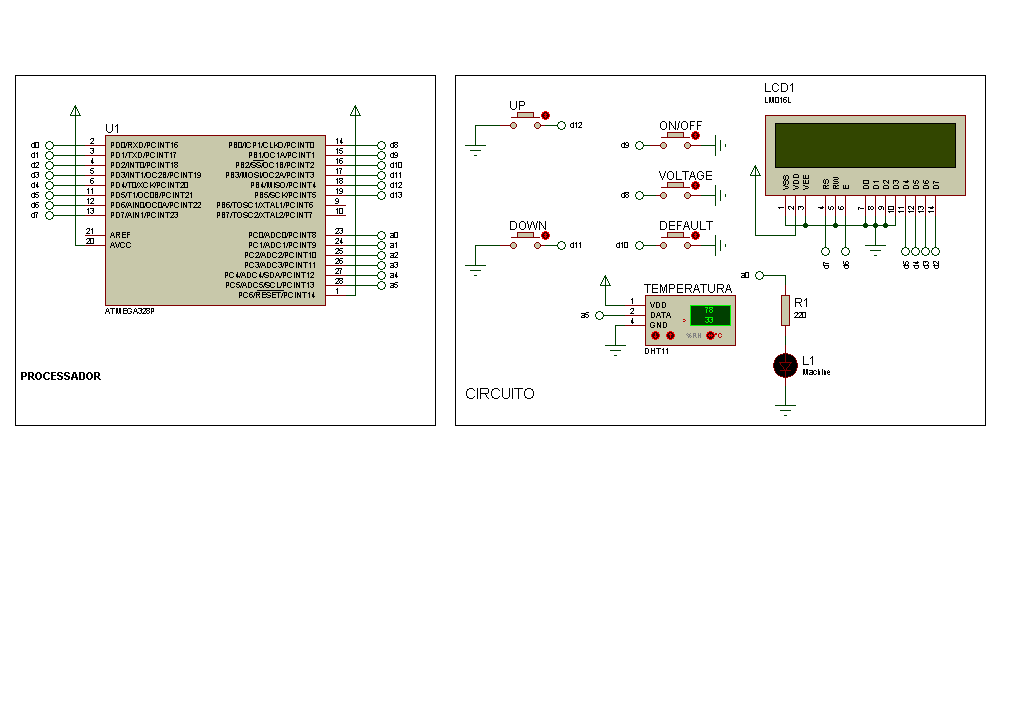 U1
d0 2 PD0/RXD/PCINT16 PB0/ICP1/CLKO/PCINT0 14 d8
d1 3 PD1/TXD/PCINT17 PB1/OC1A/PCINT1 15 d9
d2 4 PD2/INT0/PCINT18 PB2/SS/OC1B/PCINT2 16 d10
d3 5 PD3/INT1/OC2B/PCINT19 PB3/MOSI/OC2A/PCINT3 17 d11
d4 6 PD4/T0/XCK/PCINT20 PB4/MISO/PCINT4 18 d12
d5 11 PD5/T1/OC0B/PCINT21 PB5/SCK/PCINT5 19 d13
d6 12 PD6/AIN0/OC0A/PCINT22 PB6/TOSC1/XTAL1/PCINT6 9
d7 13 PD7/AIN1/PCINT23 PB7/TOSC2/XTAL2/PCINT7 10
21 AREF PC0/ADC0/PCINT8 23 a0
20 AVCC PC1/ADC1/PCINT9 24 a1
PC2/ADC2/PCINT10 25 a2
PC3/ADC3/PCINT11 26 a3
PC4/ADC4/SDA/PCINT12 27 a4
PC5/ADC5/SCL/PCINT13 28 a5
PC6/RESET/PCINT14 1
ATMEGA328P
PROCESSADOR
UP
d12
ON/OFF
d9
VOLTAGE
d8
DOWN
d11
DEFAULT
d10
LCD1
LM016L
VSS VDD VEE RS RW E D0 D1 D2 D3 D4 D5 D6 D7
1 2 3 4 5 6 7 8 9 10 11 12 13 14
d7 d6 d5 d4 d3 d2
TEMPERATURA
1 VDD
a5 2 DATA
4 GND
78
33
%RH °C
DHT11
a0
R1
220
L1
Machine
CIRCUITO